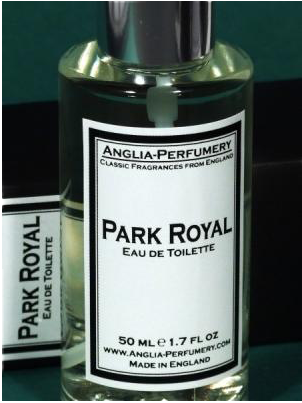 ANGLIA-PERFUMERY
CLASSIC FRAGRANCES FROM ENGLAND
PARK ROYAL
EAU DE TOILETTE
50 ML ℮ 1.7 FL OZ
WWW.ANGLIA-PERFUMERY.COM
MADE IN ENGLAND
PARK ROYAL
EAU DE TOILETTE